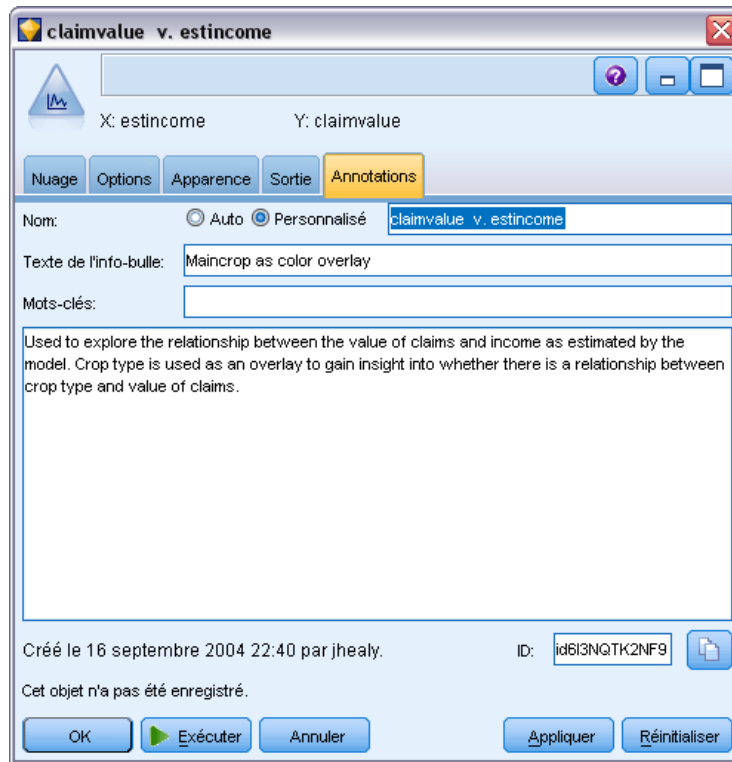 claimvalue v. estincome
X: estincome Y: claimvalue
Nuage Options Apparence Sortie Annotations
Nom: Auto Personnalisé claimvalue v. estincome
Texte de l'info-bulle: Maincrop as color overlay
Mots-clés:
Used to explore the relationship between the value of claims and income as estimated by the
model. Crop type is used as an overlay to gain insight into whether there is a relationship between
crop type and value of claims.
Créé le 16 septembre 2004 22:40 par jhealy. ID: id6I3NQTK2NF9
Cet objet n'a pas été enregistré.
OK Exécuter Annuler Appliquer Réinitialiser